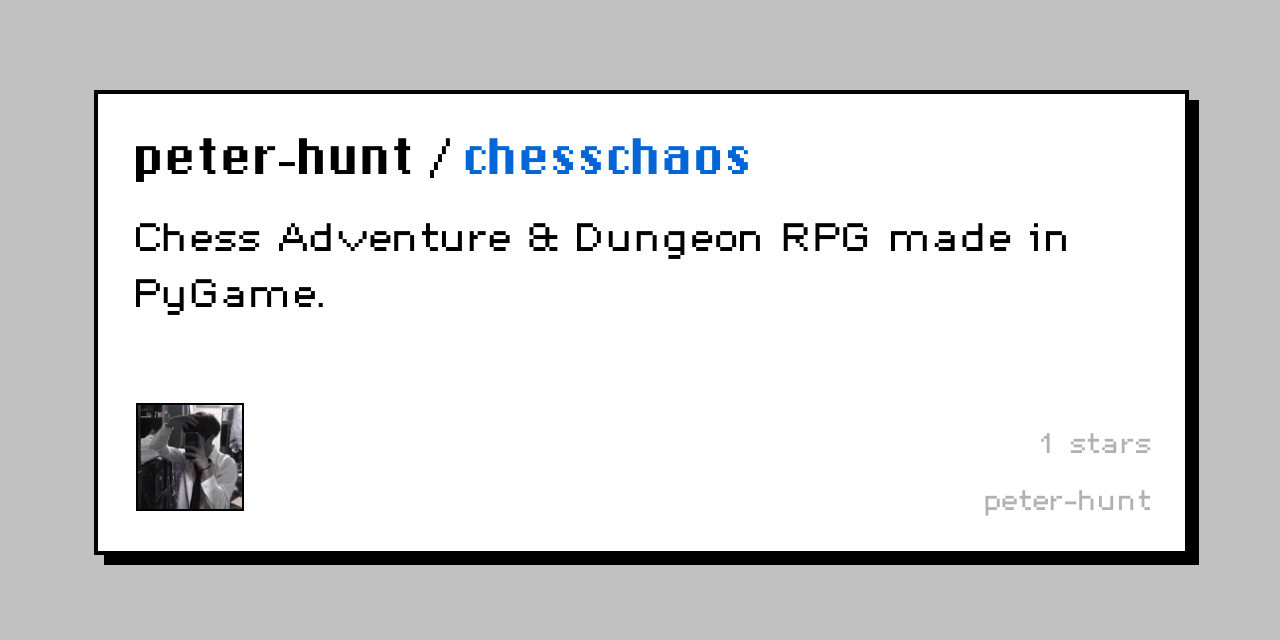 peter-hunt / chesschaos
Chess Adventure & Dungeon RPG made in
PyGame.
1 stars
peter-hunt